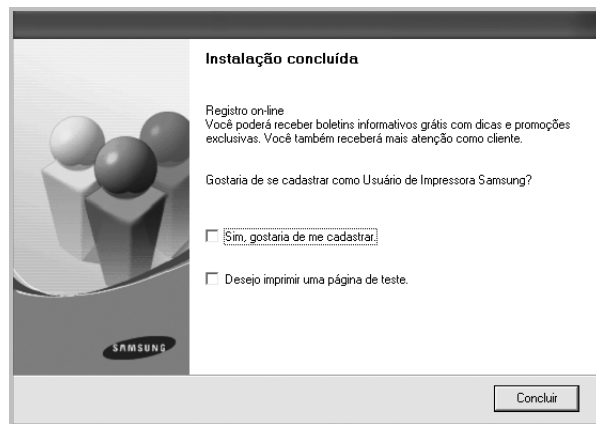 Instalação concluída
Registro on-line
Você poderá receber boletins informativos grátis com dicas e promoções
exclusivas. Você também receberá mais atenção como cliente.
Gostaria de se cadastrar como Usuário de Impressora Samsung?
Sim, gostaria de me cadastrar.
Desejo imprimir uma página de teste.
SAMSUNG
Concluir